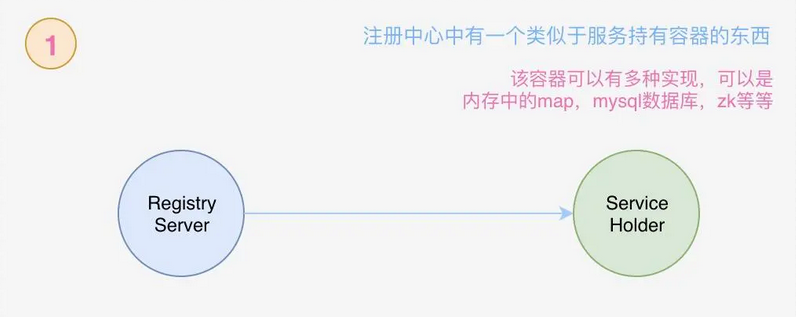 1
注册中心中有一个类似于服务持有容器的东西
该容器可以有多种实现，可以是
内存中的map，mysql数据库，zk等等
Registry
Server
Service
Holder